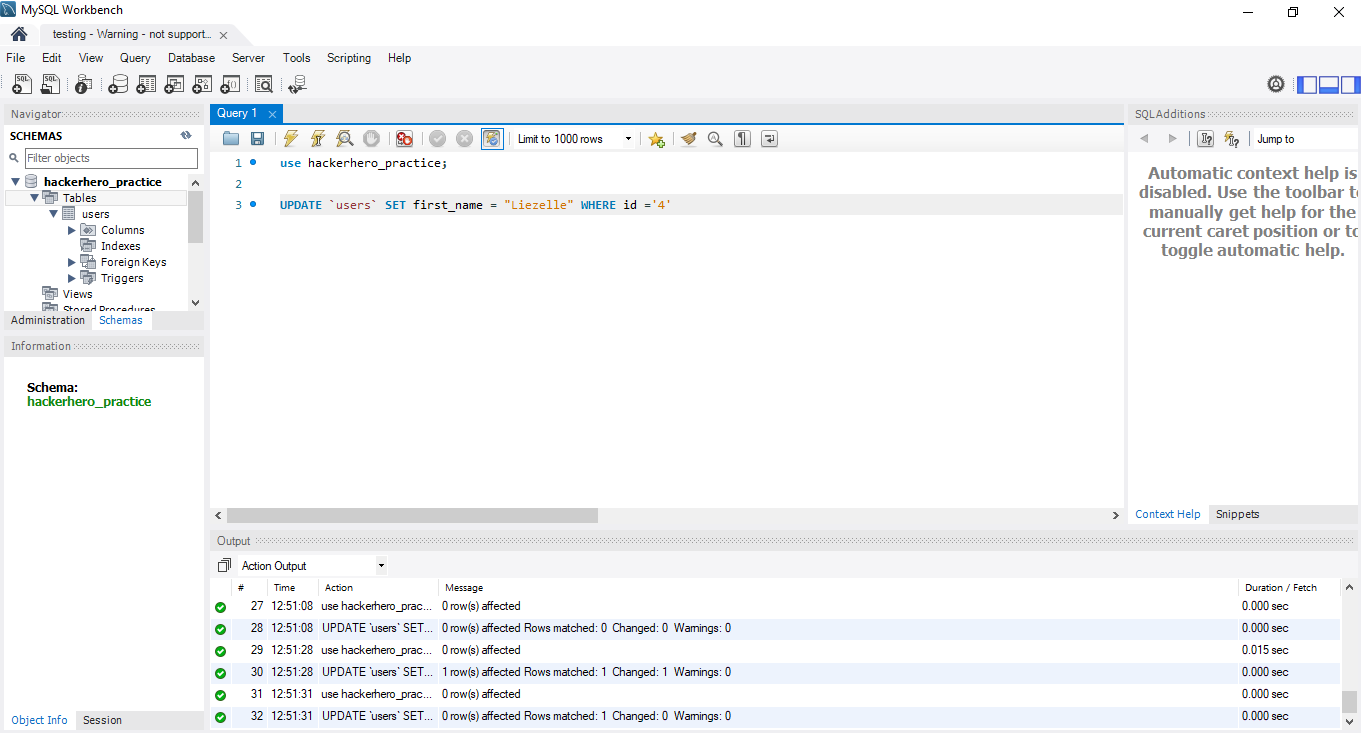 MySQL Workbench
testing - Warning - not support...
File Edit View Query Database Server Tools Scripting Help
Navigator
SCHEMAS
Filter objects
hackerhero_practice
Tables
users
Columns
Indexes
Foreign Keys
Triggers
Views
Stored Procedures
Administration Schemas
Information
Schema:
hackerhero_practice
Object Info Session
Query 1
Limit to 1000 rows
1 use hackerhero_practice;
2
3 UPDATE `users` SET first_name = "Liezelle" WHERE id ='4'
SQLAdditions
Jump to
Automatic context help is
disabled. Use the toolbar to
manually get help for the
current caret position or to
toggle automatic help.
Context Help Snippets
Output
Action Output
# Time Action Message Duration / Fetch
27 12:51:08 use hackerhero_prac... 0 row(s) affected 0.000 sec
28 12:51:08 UPDATE `users` SET... 0 row(s) affected Rows matched: 0 Changed: 0 Warnings: 0 0.000 sec
29 12:51:28 use hackerhero_prac... 0 row(s) affected 0.015 sec
30 12:51:28 UPDATE `users` SET... 1 row(s) affected Rows matched: 1 Changed: 1 Warnings: 0 0.000 sec
31 12:51:31 use hackerhero_prac... 0 row(s) affected 0.000 sec
32 12:51:31 UPDATE `users` SET... 0 row(s) affected Rows matched: 1 Changed: 0 Warnings: 0 0.000 sec